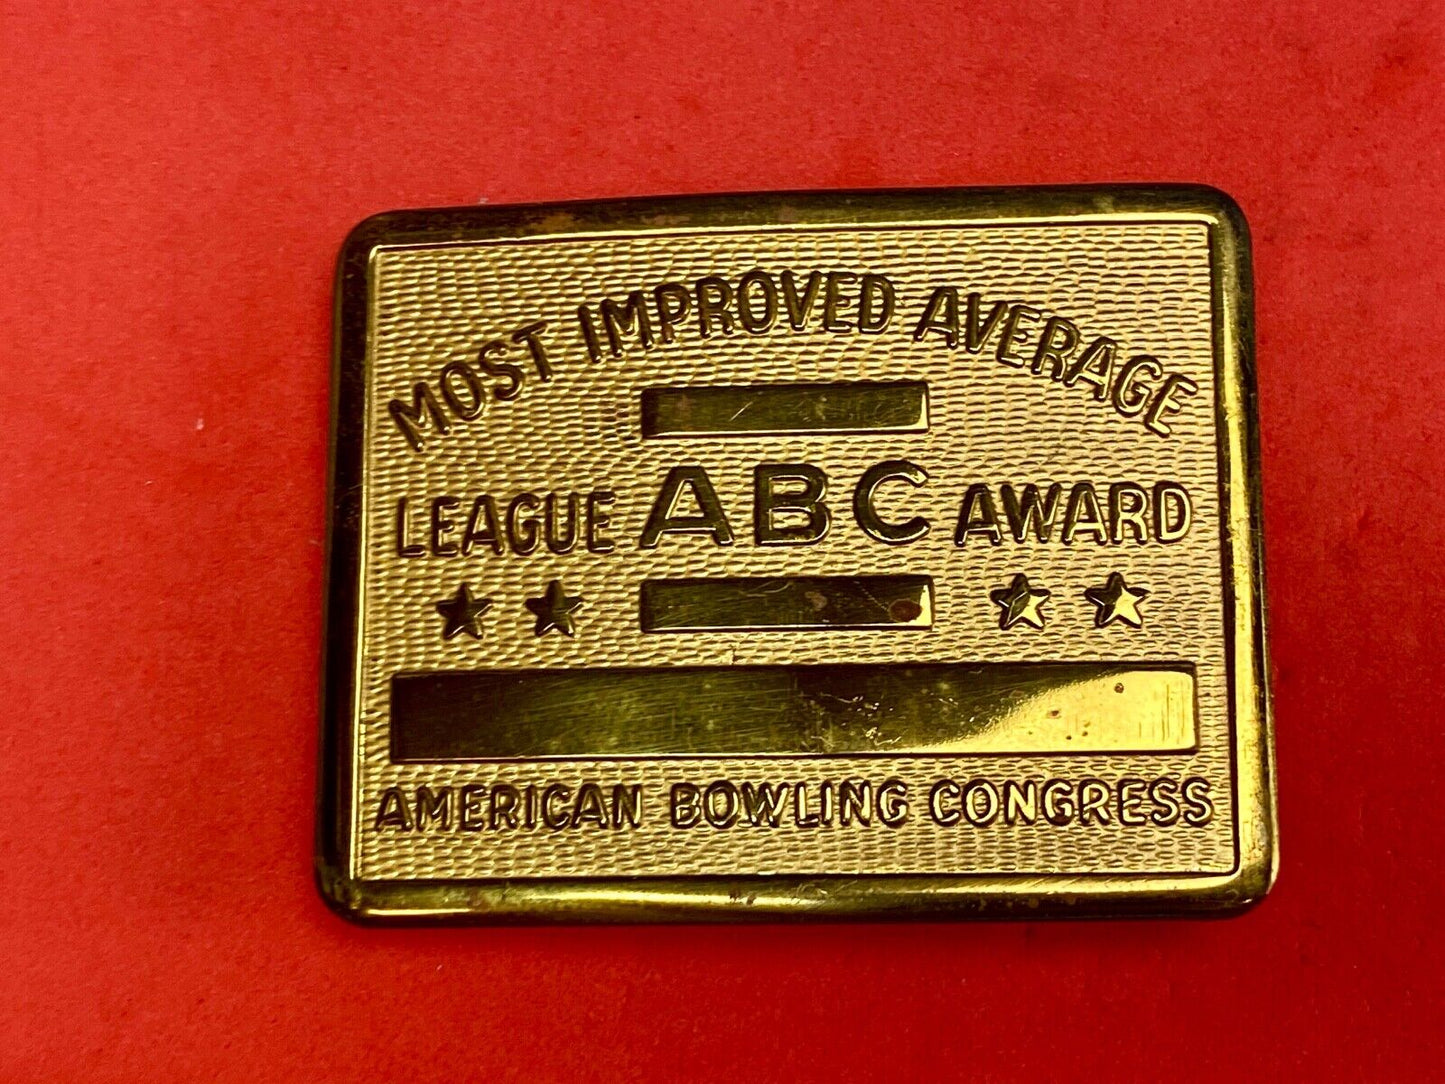 MOST IMPROVED AVERAGE
LEAGUE ABC AWARD
AMERICAN BOWLING CONGRESS